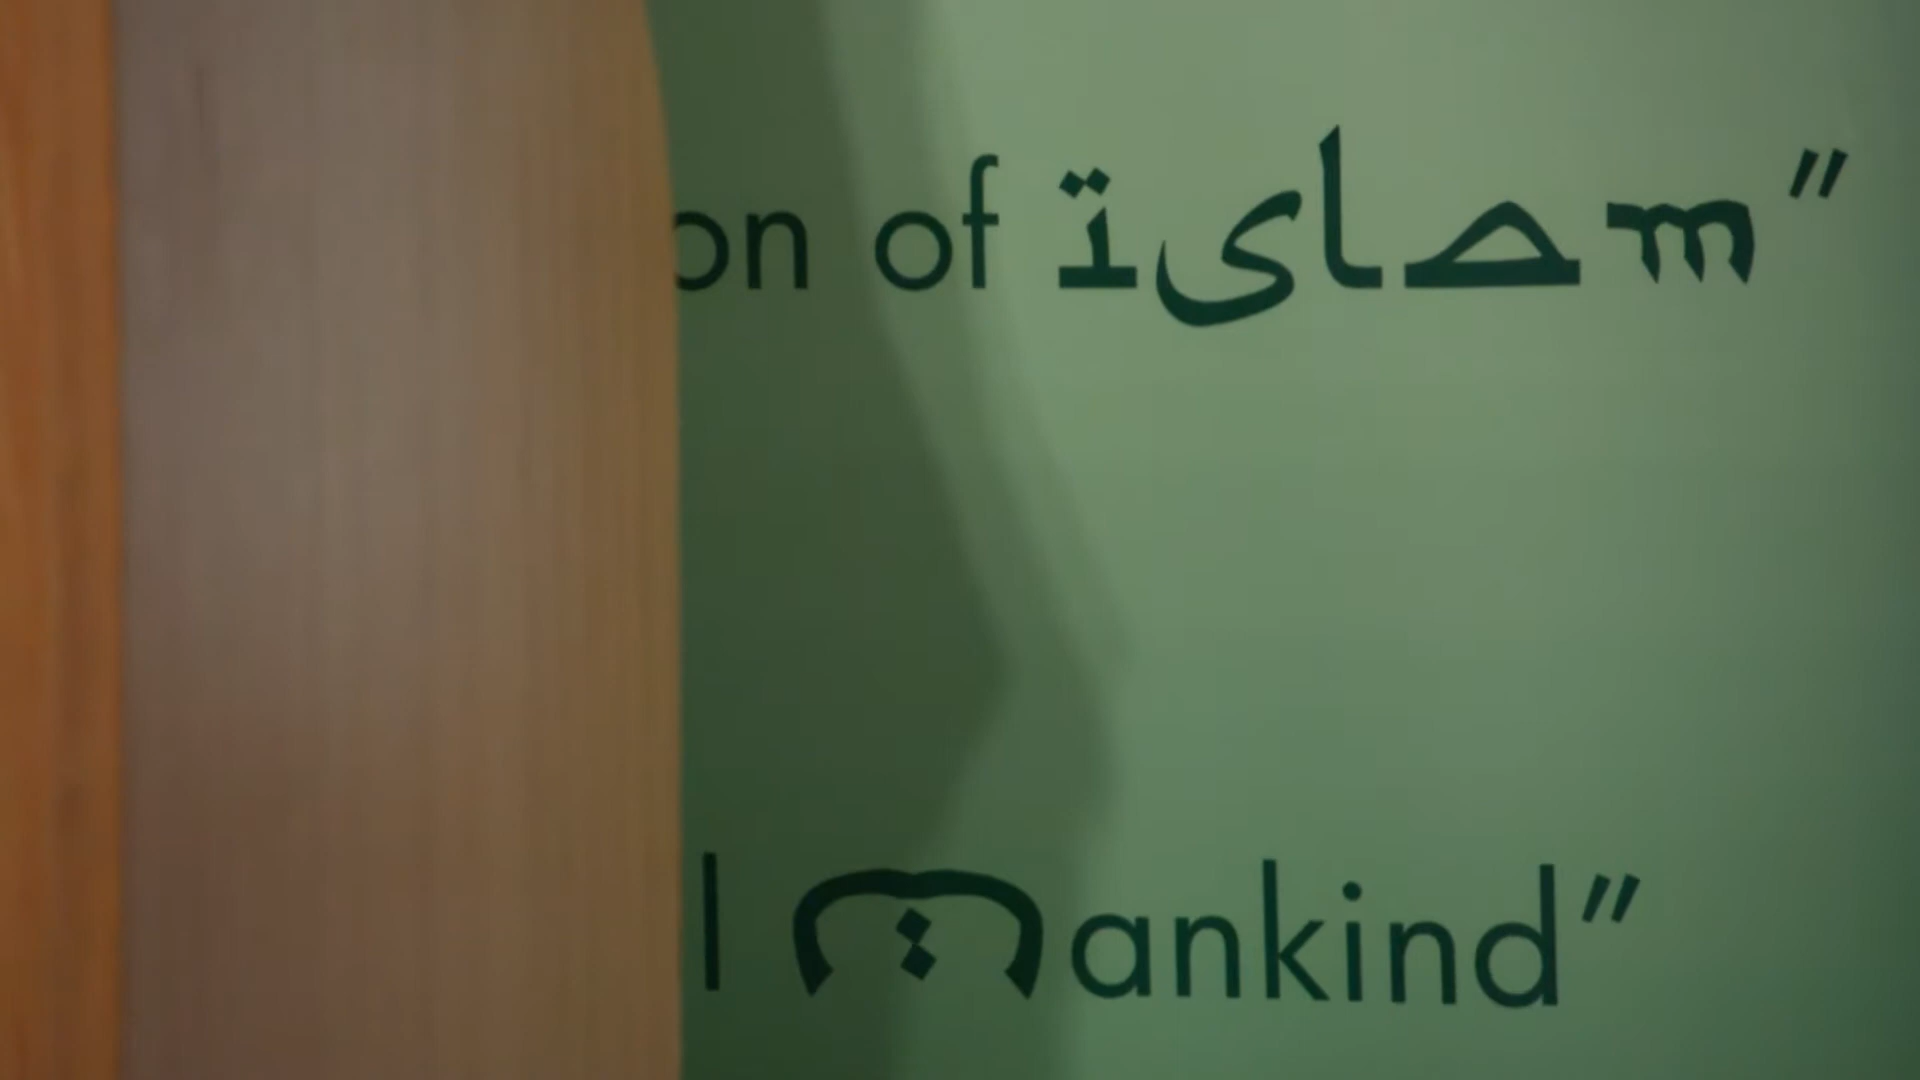 on of islam”
l mankind”